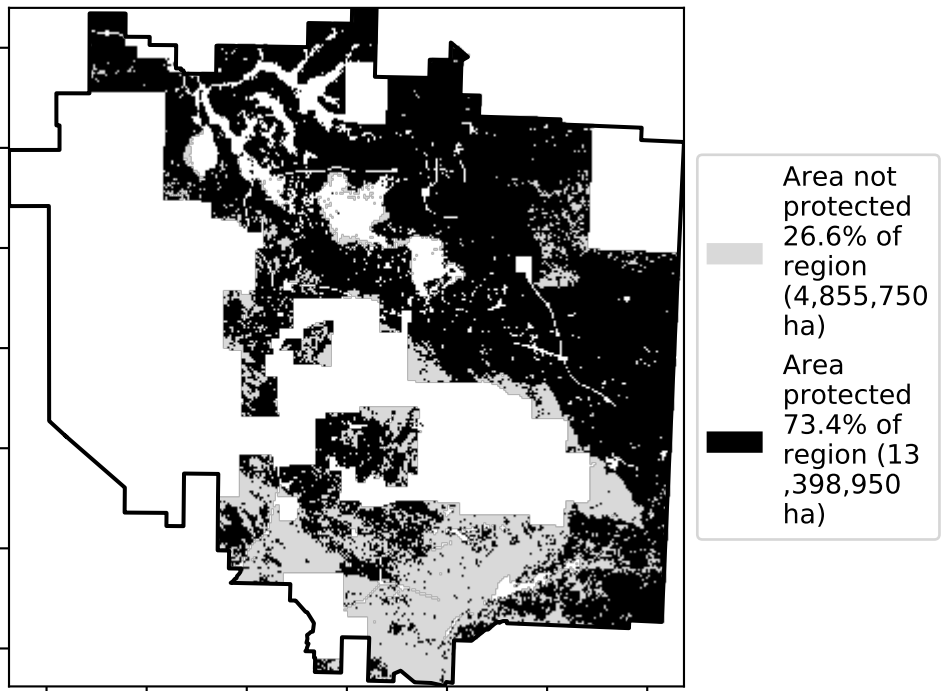 Area not
protected
26.6% of
region
(4,855,750
ha)
Area
protected
73.4% of
region (13
,398,950
ha)